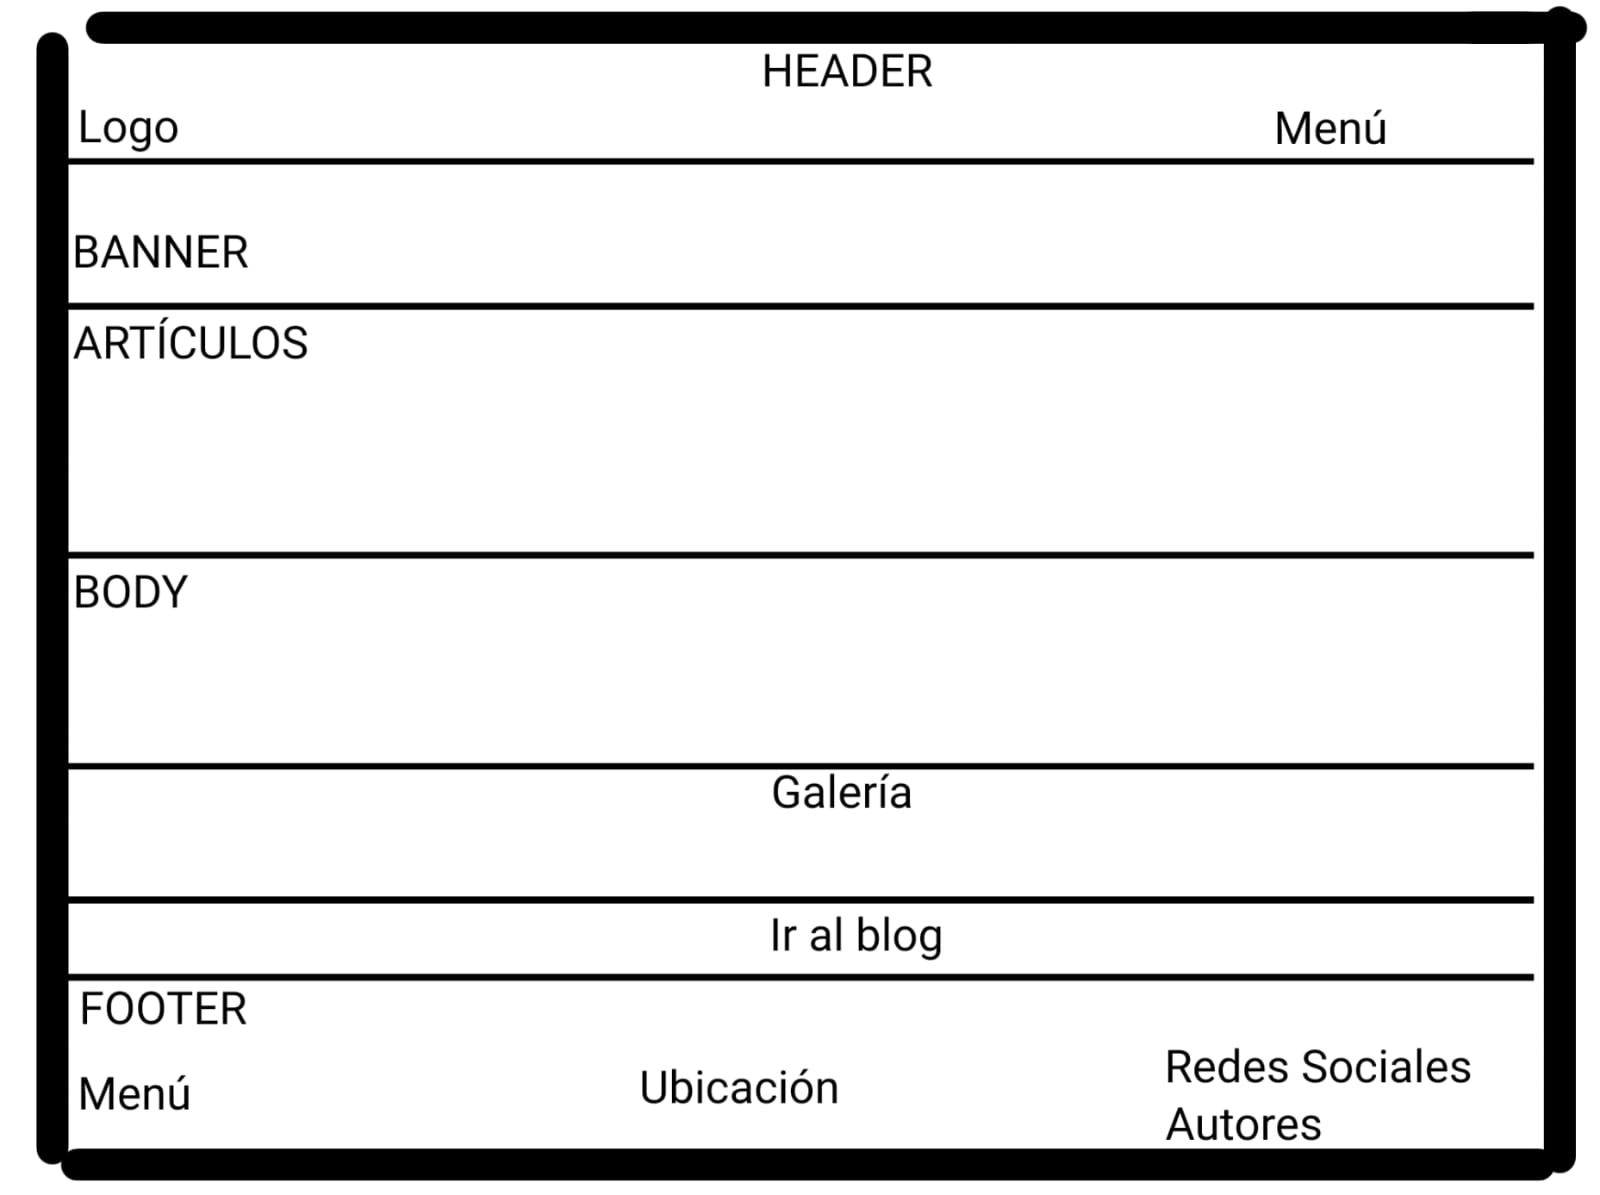 HEADER
Logo
Menú
BANNER
ARTÍCULOS
BODY
Galería
Ir al blog
FOOTER
Menú
Ubicación
Redes Sociales
Autores